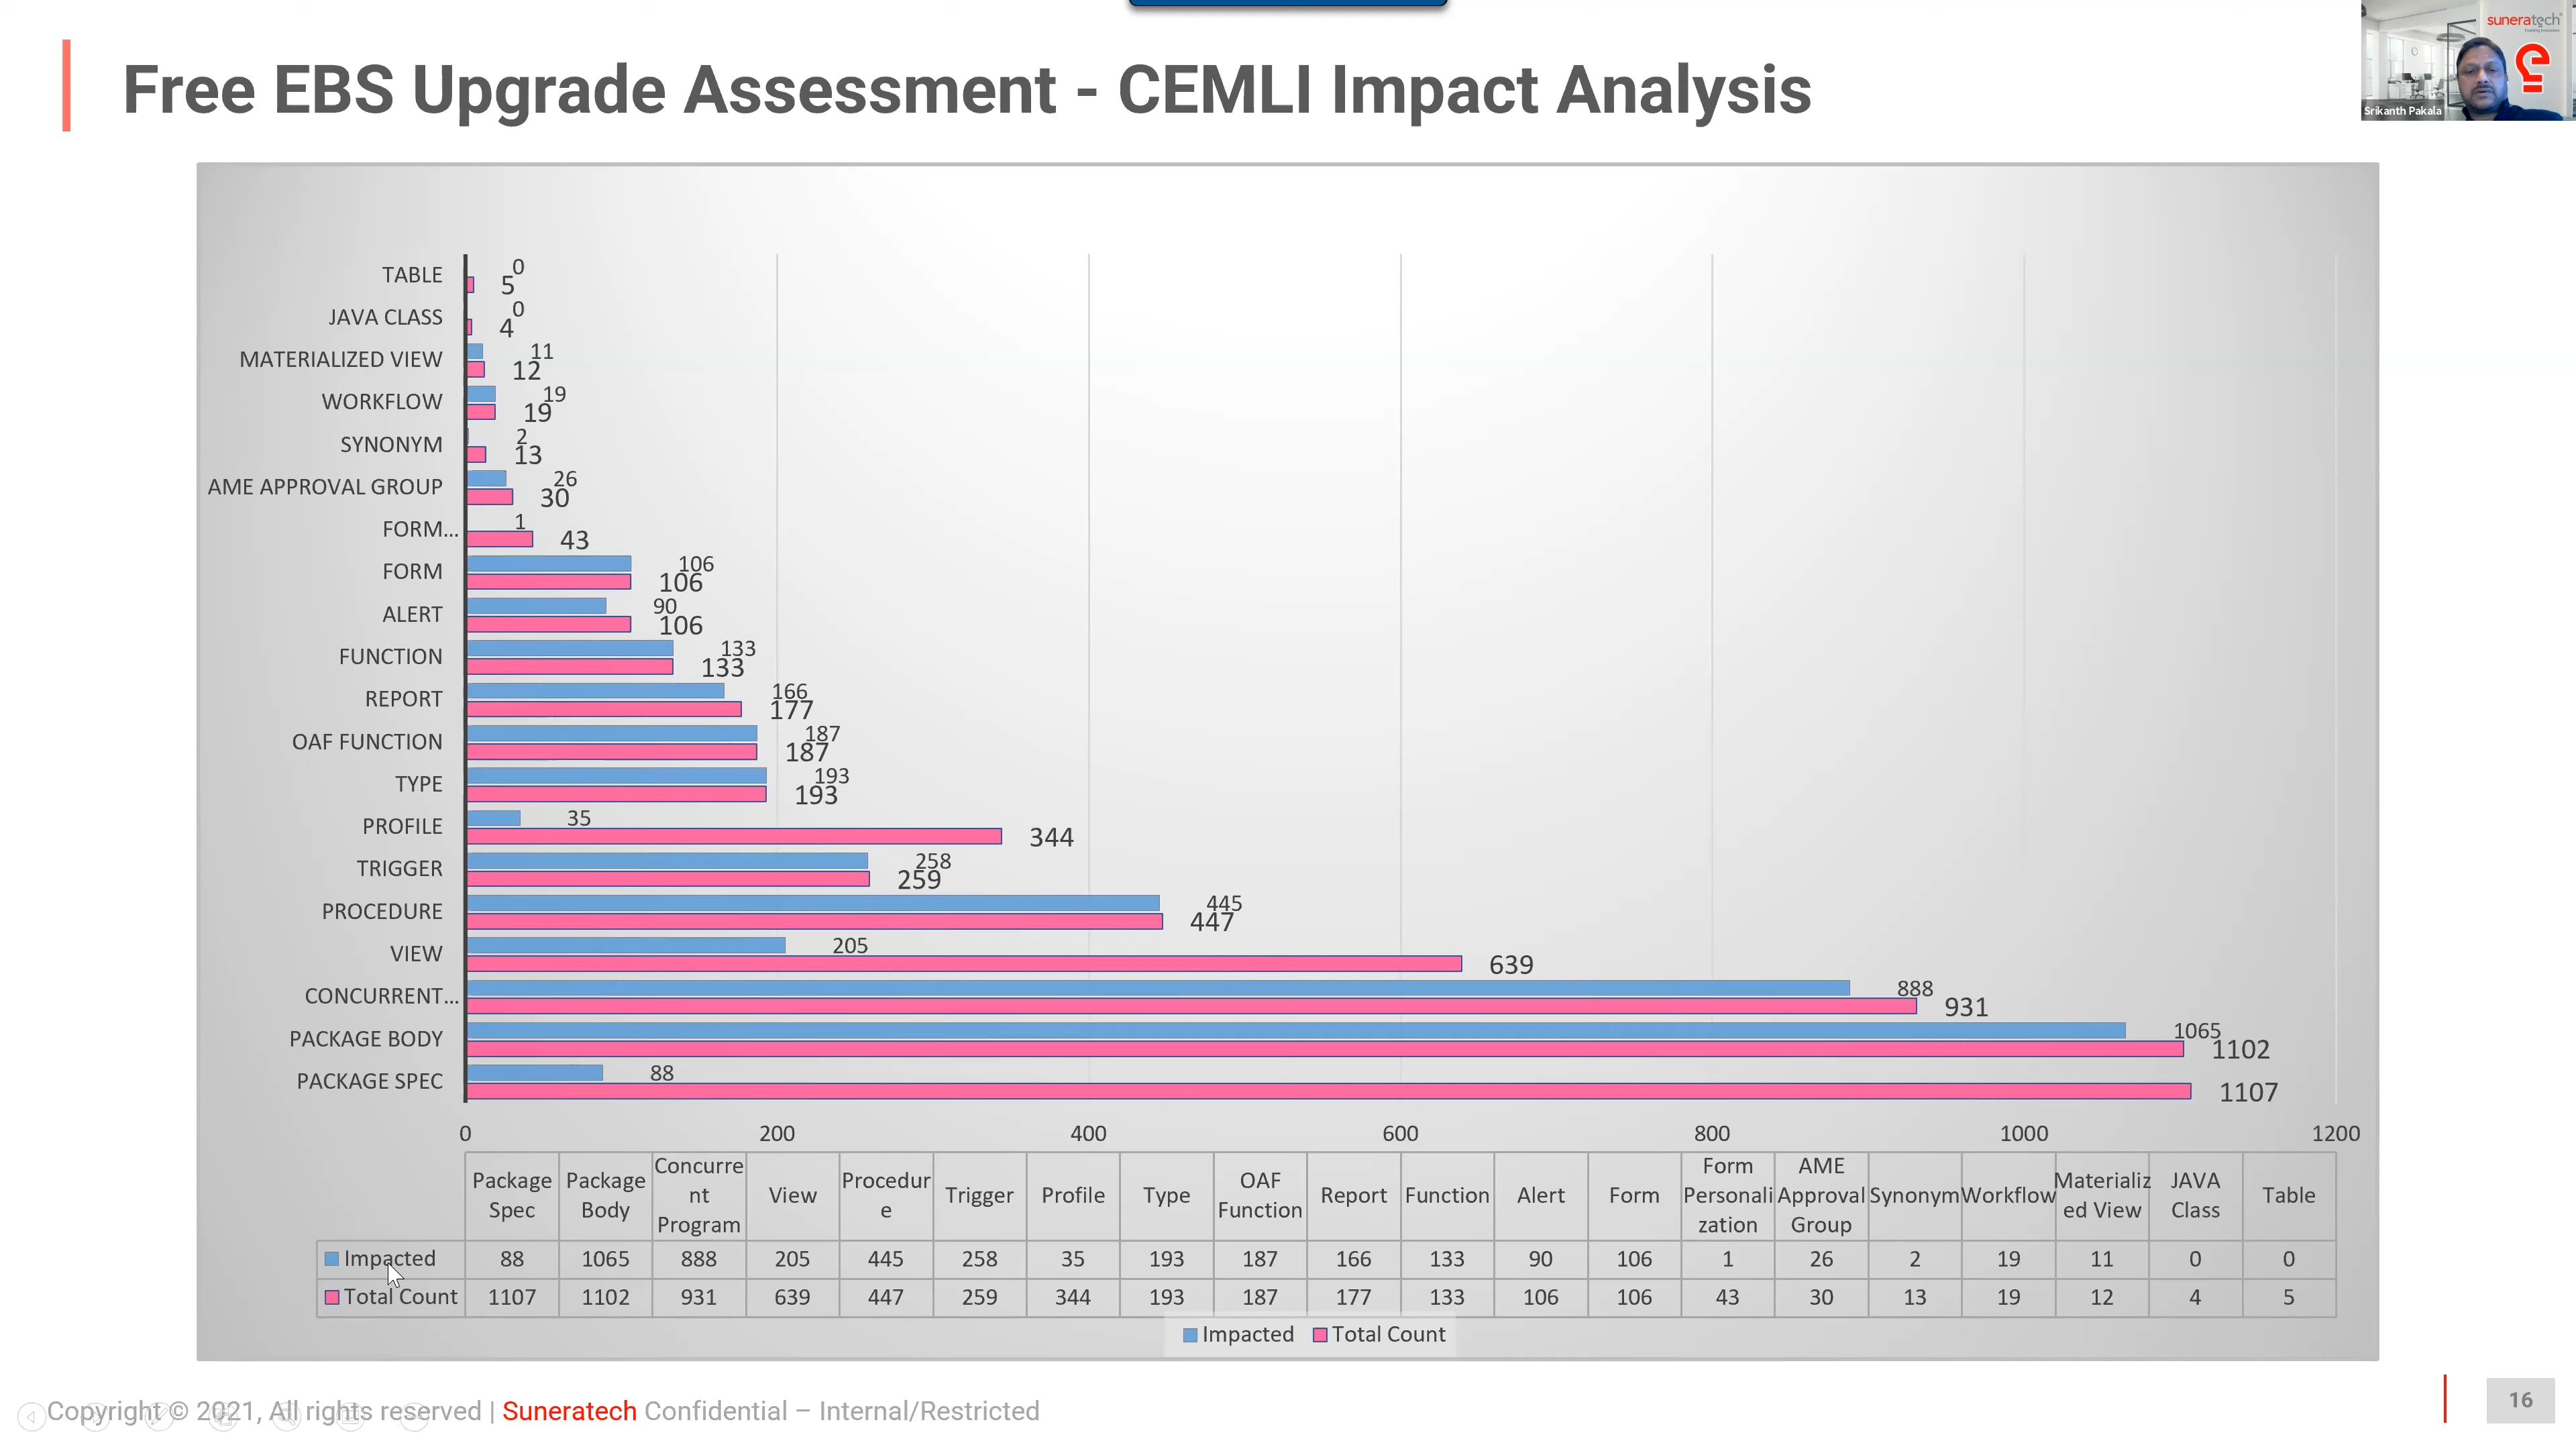 Free EBS Upgrade Assessment - CEMLI Impact Analysis
suneratech
Srikanth Pakala
TABLE 0 5
JAVA CLASS 0 4
MATERIALIZED VIEW 11 12
WORKFLOW 19 19
SYNONYM 2 13
AME APPROVAL GROUP 26 30
FORM... 1 43
FORM 106 106
ALERT 90 106
FUNCTION 133 133
REPORT 166 177
OAF FUNCTION 187 187
TYPE 193 193
PROFILE 35 344
TRIGGER 258 259
PROCEDURE 445 447
VIEW 205 639
CONCURRENT... 888 931
PACKAGE BODY 1065 1102
PACKAGE SPEC 88 1107
0 200 400 600 800 1000 1200
Package Spec Package Body Concurre nt Program View Procedur e Trigger Profile Type OAF Function Report Function Alert Form Form Personali zation AME Approval Group Synonym Workflow Materializ ed View JAVA Class Table
Impacted 88 1065 888 205 445 258 35 193 187 166 133 90 106 1 26 2 19 11 0 0
Total Count 1107 1102 931 639 447 259 344 193 187 177 133 106 106 43 30 13 19 12 4 5
Impacted Total Count
Copyright © 2021, All rights reserved | Suneratech Confidential – Internal/Restricted
16